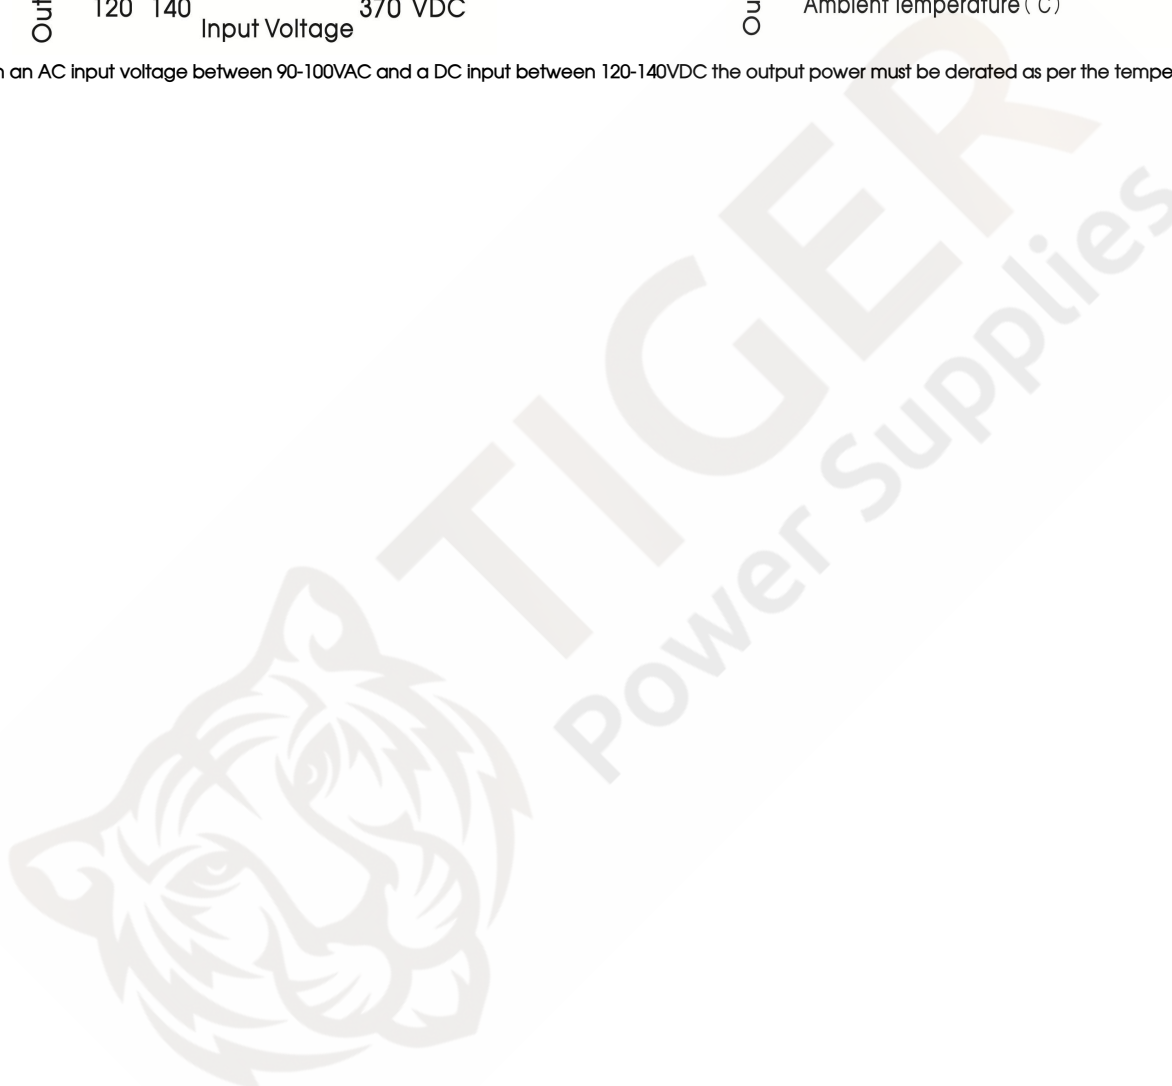 120 140
370 VDC
Input Voltage
Ambient Temperature (°C)
an AC input voltage between 90-100VAC and a DC input between 120-140VDC the output power must be derated as per the
TIGER
Power Supplies